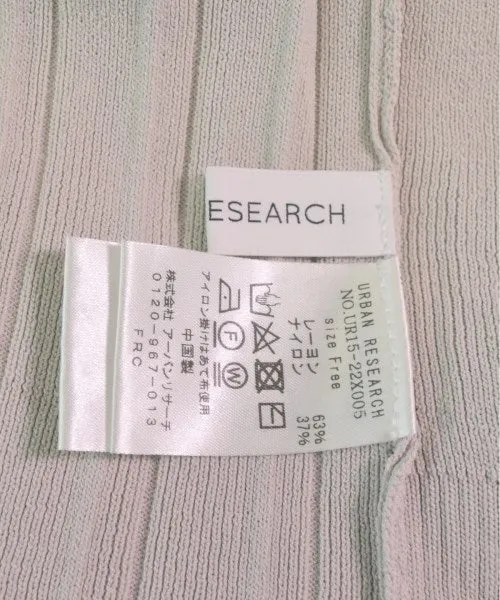 ESEARCH
URBAN RESEARCH
NO.UR15-22X005
size Free
レーヨン 63%
ナイロン 37%
F W
アイロン掛けはあて布使用
中国製
株式会社 アーバンリサーチ
0120-967-013
FRC